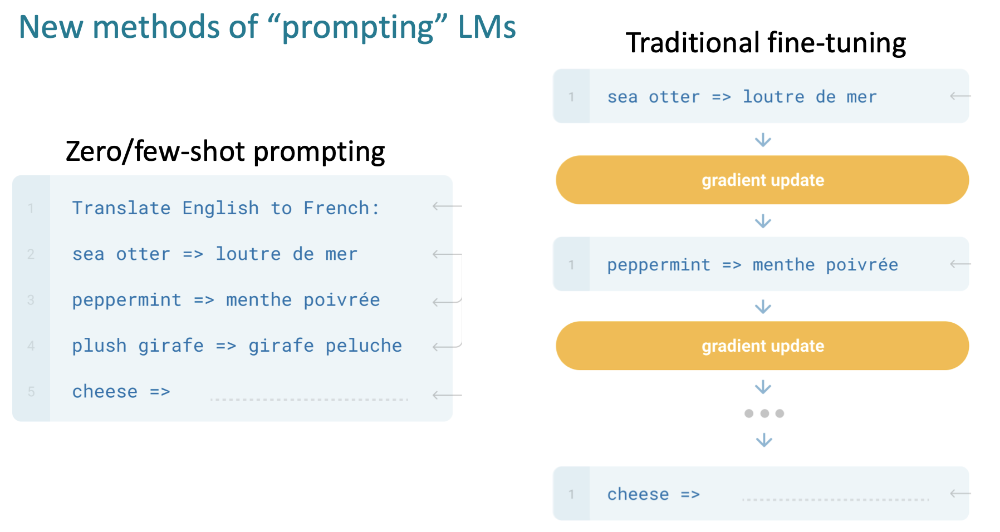 New methods of “prompting” LMs
Zero/few-shot prompting
1 Translate English to French:
2 sea otter => loutre de mer
3 peppermint => menthe poivrée
4 plush girafe => girafe peluche
5 cheese =>
Traditional fine-tuning
1 sea otter => loutre de mer
gradient update
1 peppermint => menthe poivrée
gradient update
1 cheese =>